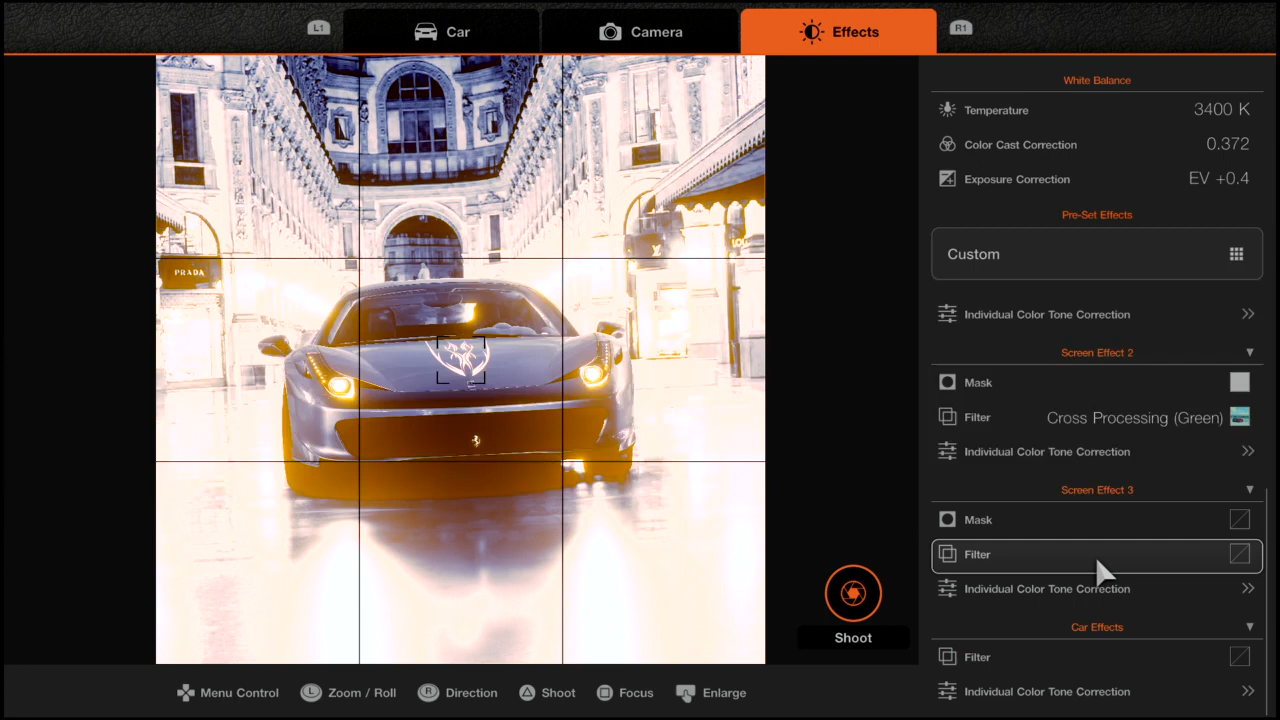 L1
Car
Camera
Effects
R1
White Balance
Temperature 3400 K
Color Cast Correction 0.372
Exposure Correction EV +0.4
Pre-Set Effects
Custom
Individual Color Tone Correction
Screen Effect 2
Mask
Filter Cross Processing (Green)
Individual Color Tone Correction
Screen Effect 3
Mask
Filter
Individual Color Tone Correction
Car Effects
Filter
Individual Color Tone Correction
PRADA
Shoot
Menu Control
L Zoom / Roll
R Direction
Shoot
Focus
Enlarge